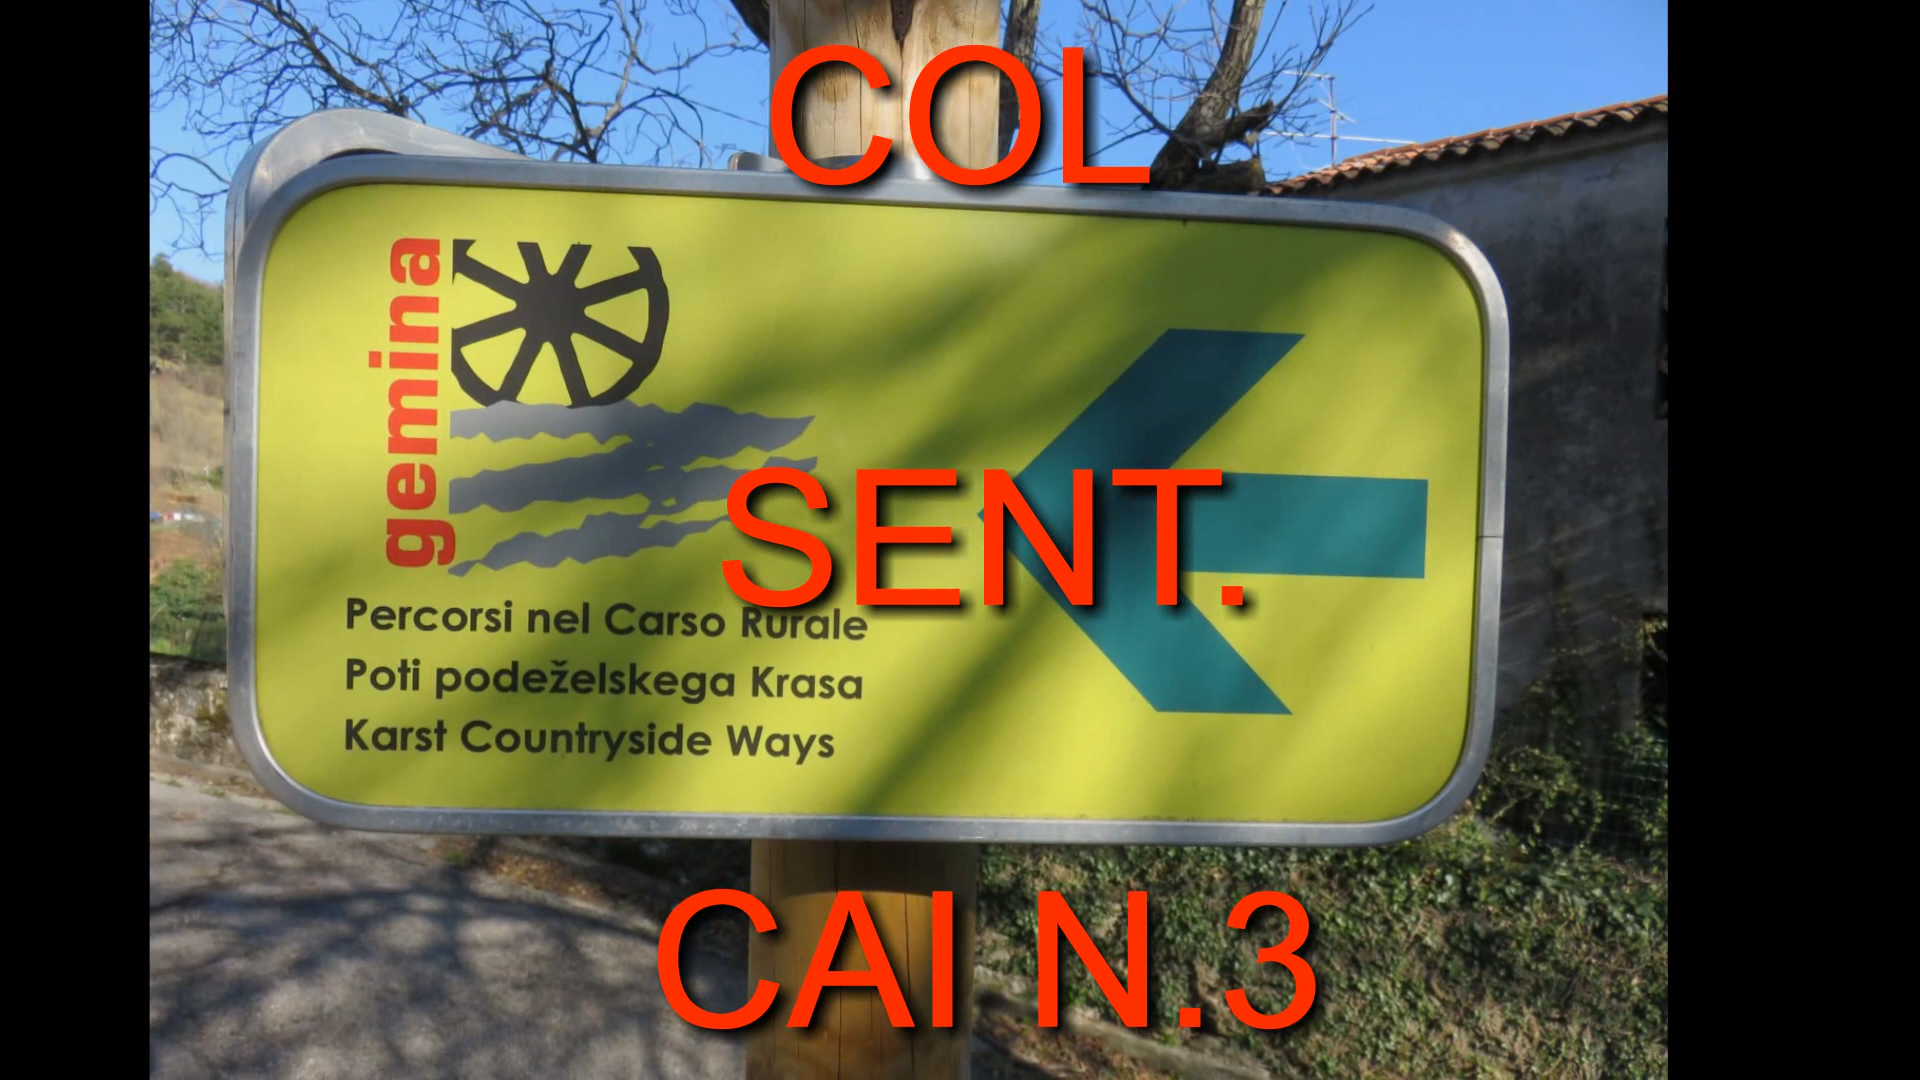 COL
gemina
SENT.
Percorsi nel Carso Rurale
Poti podeželskega Krasa
Karst Countryside Ways
CAI N.3